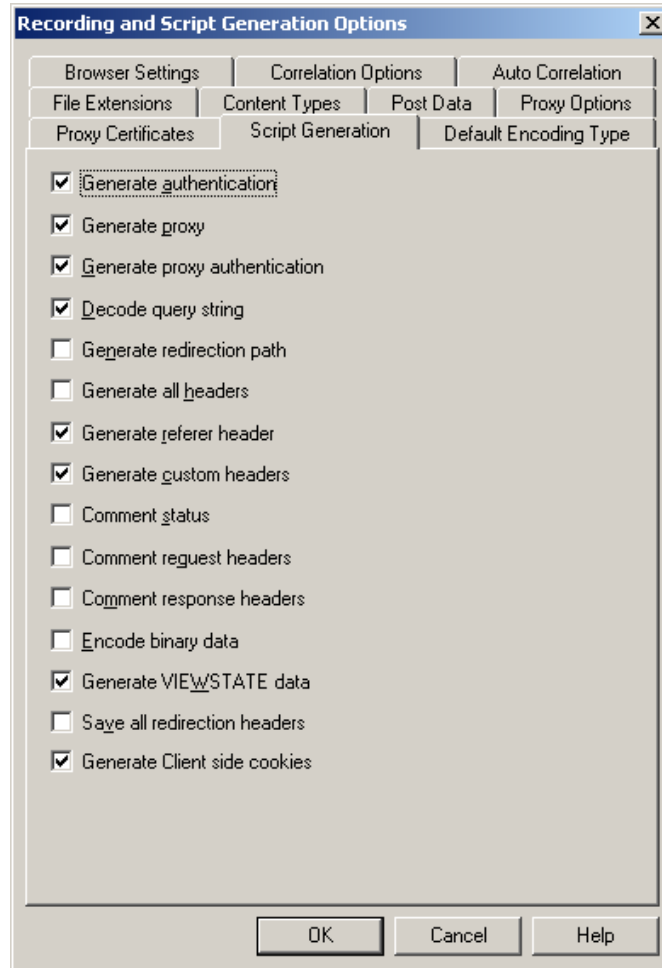 Recording and Script Generation Options
Browser Settings Correlation Options Auto Correlation
File Extensions Content Types Post Data Proxy Options
Proxy Certificates Script Generation Default Encoding Type
Generate authentication
Generate proxy
Generate proxy authentication
Decode query string
Generate redirection path
Generate all headers
Generate referer header
Generate custom headers
Comment status
Comment request headers
Comment response headers
Encode binary data
Generate VIEWSTATE data
Save all redirection headers
Generate Client side cookies
OK Cancel Help